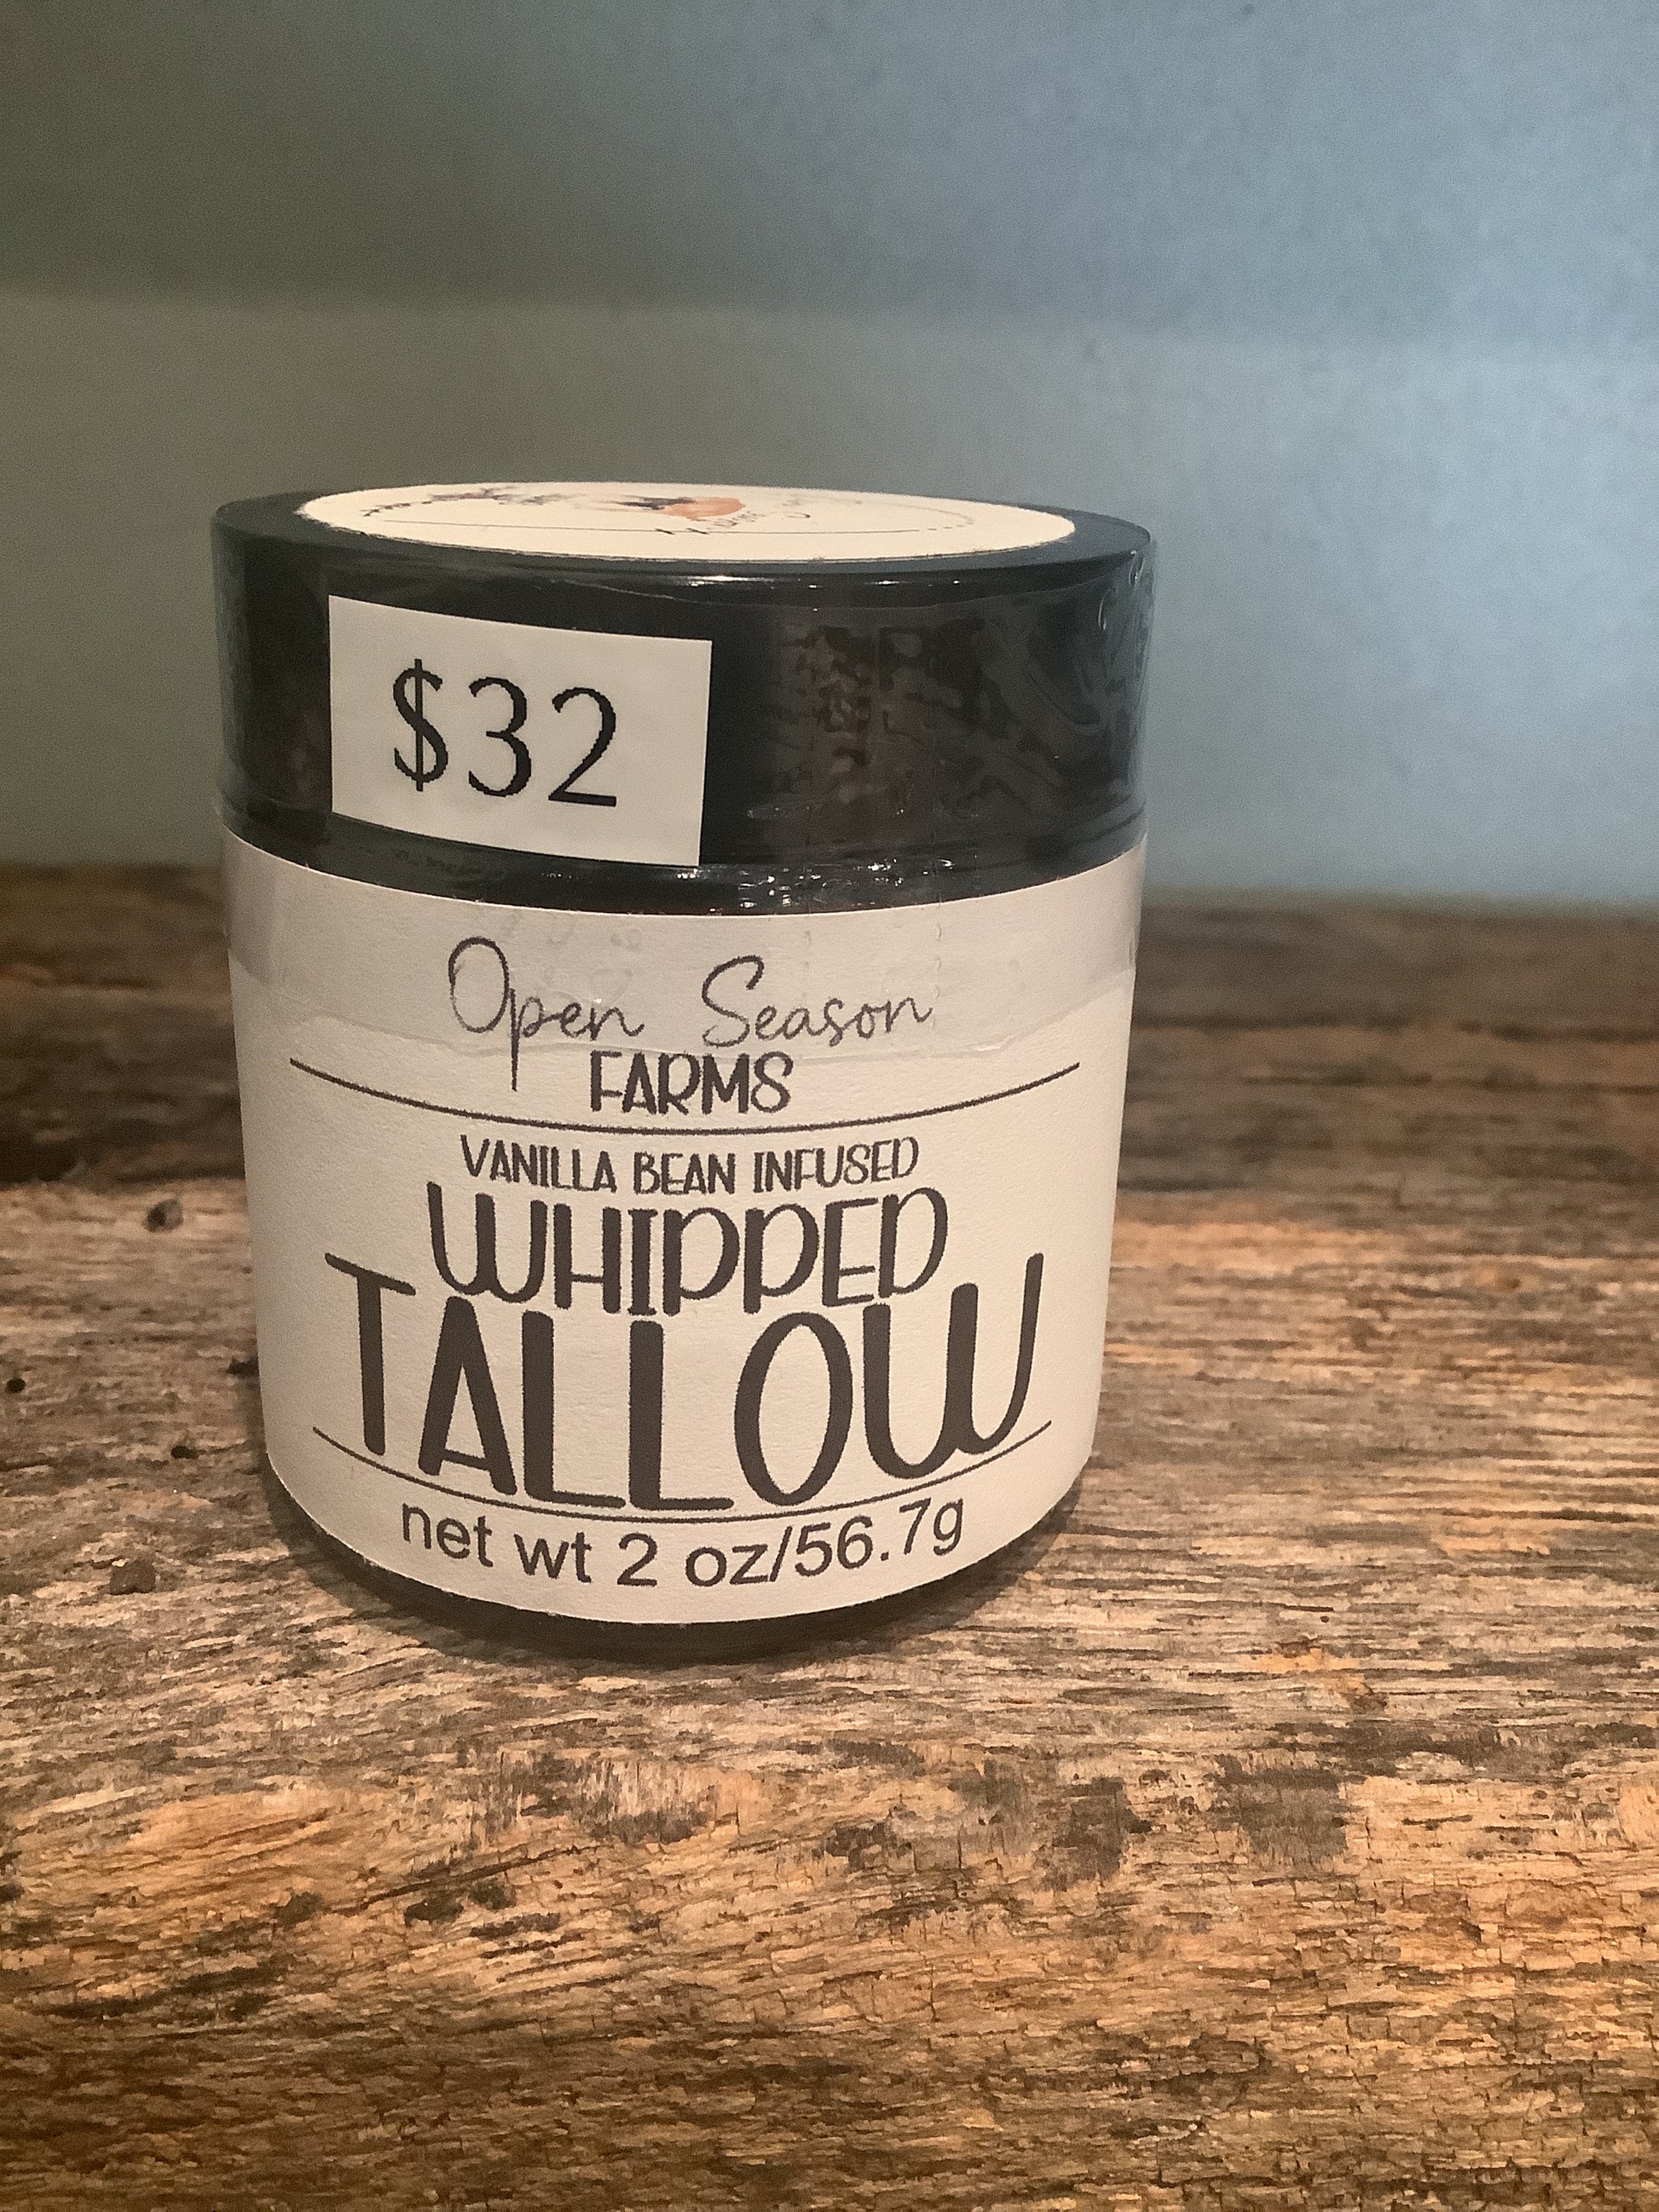 $32
Open Season
FARMS
VANILLA BEAN INFUSED
WHIPPED
TALLOW
net wt 2 oz/56.7g